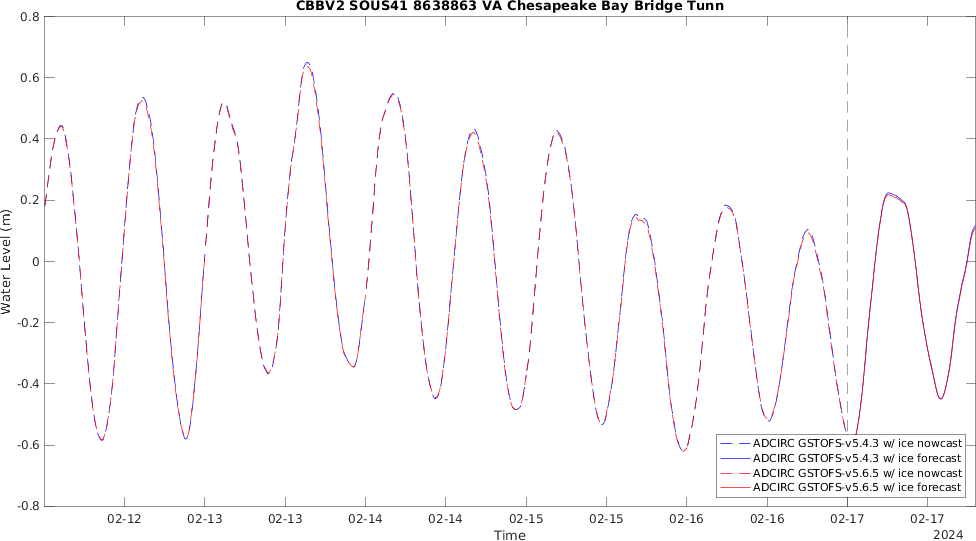 CBBV2 SOUS41 8638863 VA Chesapeake Bay Bridge Tunn
0.8
0.6
0.4
0.2
0
-0.2
-0.4
-0.6
-0.8
Water Level (m)
ADCIRC GSTOFS-v5.4.3 w/ ice nowcast
ADCIRC GSTOFS-v5.4.3 w/ ice forecast
ADCIRC GSTOFS-v5.6.5 w/ ice nowcast
ADCIRC GSTOFS-v5.6.5 w/ ice forecast
02-12 02-13 02-13 02-14 02-14 02-15 02-15 02-16 02-16 02-17 02-17
Time
2024